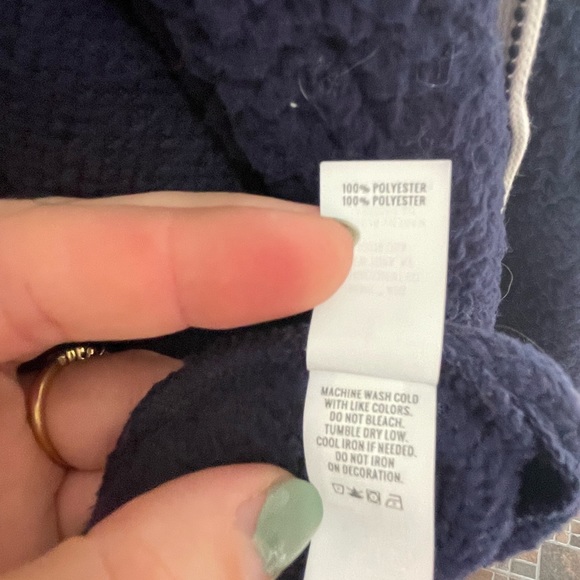 100% POLYESTER
100% POLYESTER
MACHINE WASH COLD
WITH LIKE COLORS.
DO NOT BLEACH.
TUMBLE DRY LOW.
COOL IRON IF NEEDED.
DO NOT IRON
ON DECORATION.